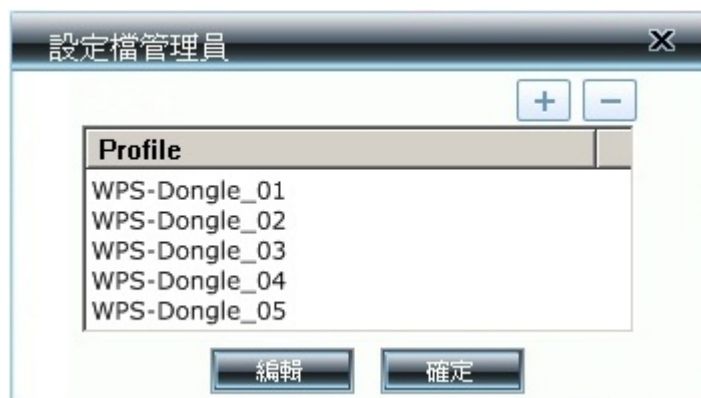 設定檔管理員
Profile
WPS-Dongle_01
WPS-Dongle_02
WPS-Dongle_03
WPS-Dongle_04
WPS-Dongle_05
編輯 確定